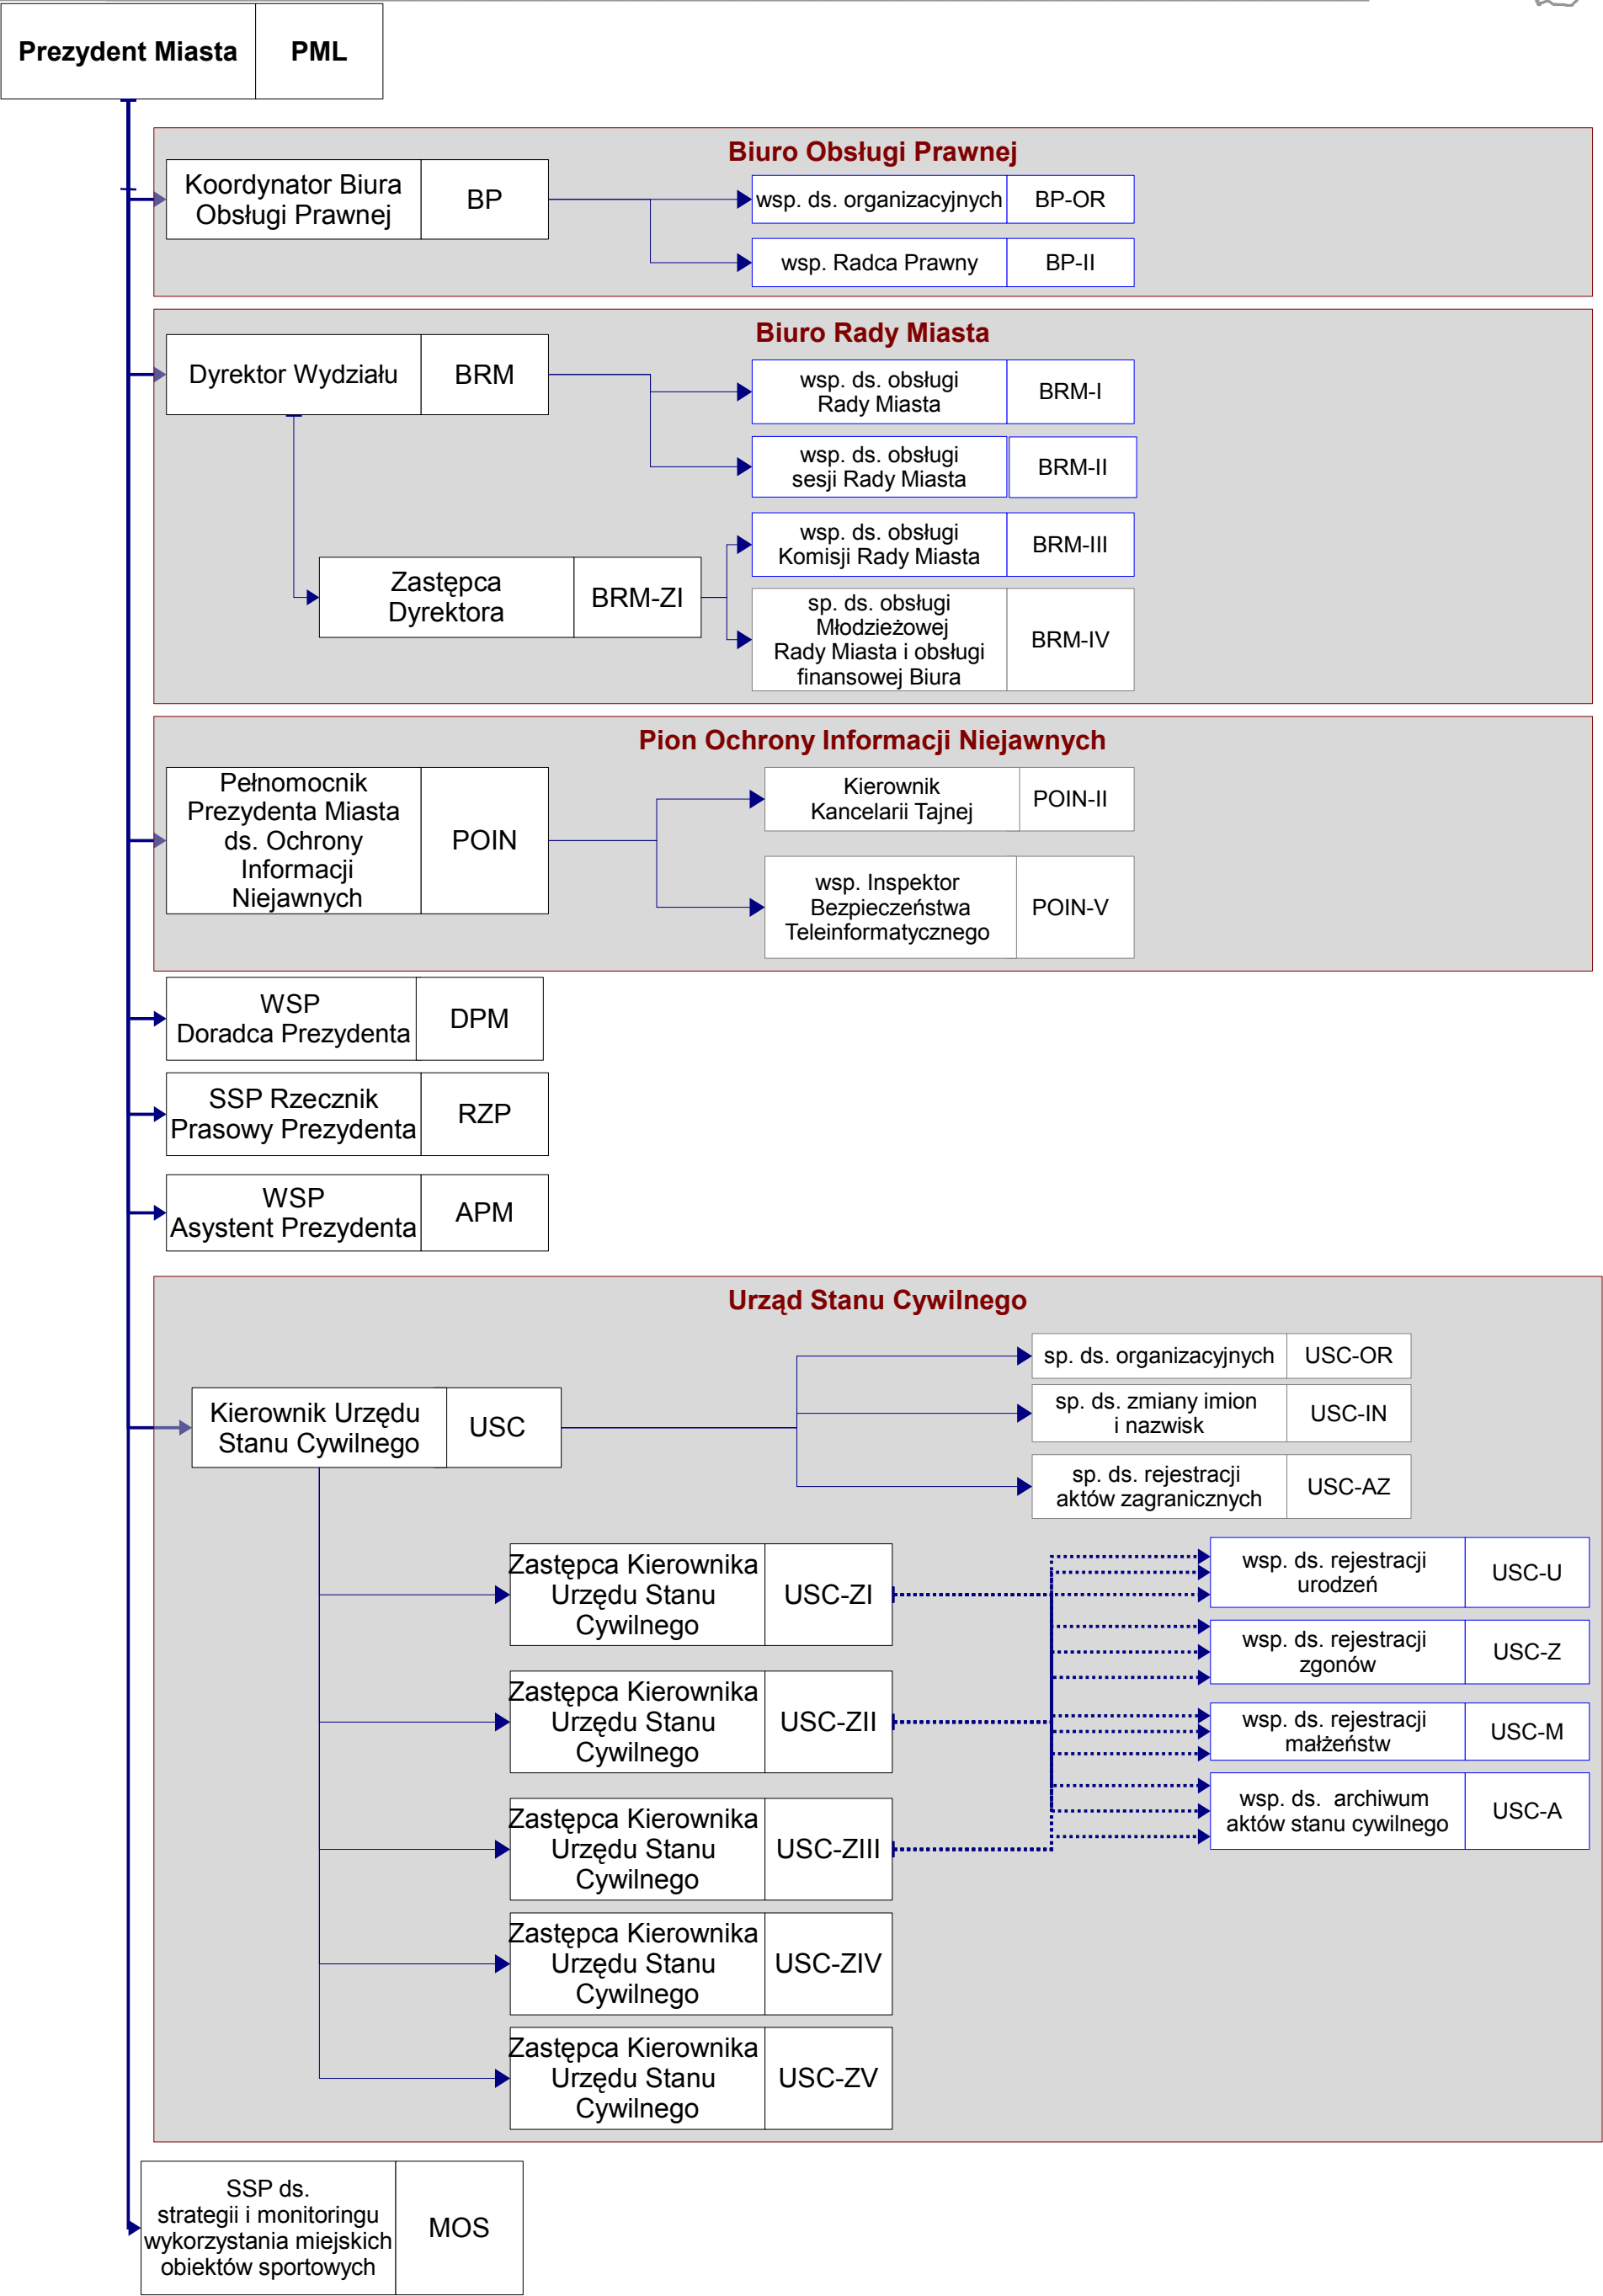 Prezydent Miasta
PML
Biuro Obsługi Prawnej
Koordynator Biura
Obsługi Prawnej
BP
wsp. ds. organizacyjnych
BP-OR
wsp. Radca Prawny
BP-II
Biuro Rady Miasta
Dyrektor Wydziału
BRM
wsp. ds. obsługi
Rady Miasta
BRM-I
wsp. ds. obsługi
sesji Rady Miasta
BRM-II
wsp. ds. obsługi
Komisji Rady Miasta
BRM-III
Zastępca
Dyrektora
BRM-ZI
sp. ds. obsługi
Młodzieżowej
Rady Miasta i obsługi
finansowej Biura
BRM-IV
Pion Ochrony Informacji Niejawnych
Pełnomocnik
Prezydenta Miasta
ds. Ochrony
Informacji
Niejawnych
POIN
Kierownik
Kancelarii Tajnej
POIN-II
wsp. Inspektor
Bezpieczeństwa
Teleinformatycznego
POIN-V
WSP
Doradca Prezydenta
DPM
SSP Rzecznik
Prasowy Prezydenta
RZP
WSP
Asystent Prezydenta
APM
Urząd Stanu Cywilnego
sp. ds. organizacyjnych
USC-OR
Kierownik Urzędu
Stanu Cywilnego
USC
sp. ds. zmiany imion
i nazwisk
USC-IN
sp. ds. rejestracji
aktów zagranicznych
USC-AZ
Zastępca Kierownika
Urzędu Stanu
Cywilnego
USC-ZI
wsp. ds. rejestracji
urodzeń
USC-U
wsp. ds. rejestracji
zgonów
USC-Z
Zastępca Kierownika
Urzędu Stanu
Cywilnego
USC-ZII
wsp. ds. rejestracji
małżeństw
USC-M
wsp. ds. archiwum
aktów stanu cywilnego
USC-A
Zastępca Kierownika
Urzędu Stanu
Cywilnego
USC-ZIII
Zastępca Kierownika
Urzędu Stanu
Cywilnego
USC-ZIV
Zastępca Kierownika
Urzędu Stanu
Cywilnego
USC-ZV
SSP ds.
strategii i monitoringu
wykorzystania miejskich
obiektów sportowych
MOS